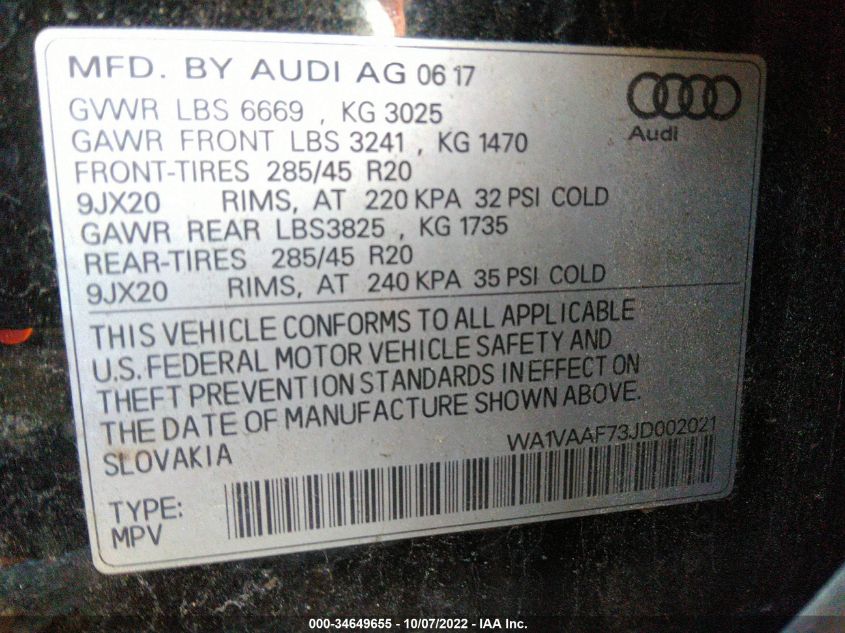 MFD. BY AUDI AG 06 17
GVWR LBS 6669 , KG 3025
GAWR FRONT LBS 3241 , KG 1470
FRONT-TIRES 285/45 R20
9JX20 RIMS, AT 220 KPA 32 PSI COLD
GAWR REAR LBS3825 , KG 1735
REAR-TIRES 285/45 R20
9JX20 RIMS, AT 240 KPA 35 PSI COLD
Audi
THIS VEHICLE CONFORMS TO ALL APPLICABLE
U.S. FEDERAL MOTOR VEHICLE SAFETY AND
THEFT PREVENTION STANDARDS IN EFFECT ON
THE DATE OF MANUFACTURE SHOWN ABOVE.
SLOVAKIA WA1VAAF73JD002021
TYPE:
MPV
000-34649655 - 10/07/2022 - IAA Inc.